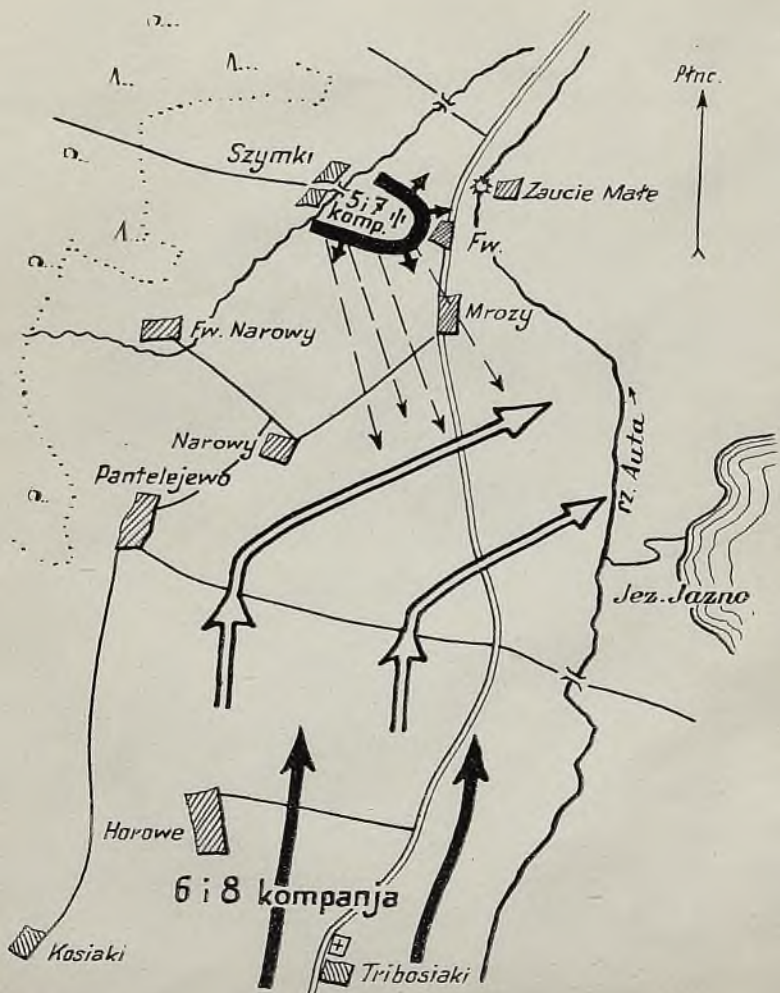 Płnc.
Szymki
5 i 7
komp.
Zaucie Małe
Fw.
Mrozy
Fw. Narowy
Narowy
Pantelejewo
rz. Auta
Jez. Jazno
Horowe
6 i 8 kompanja
Kosiaki
Tribosiaki